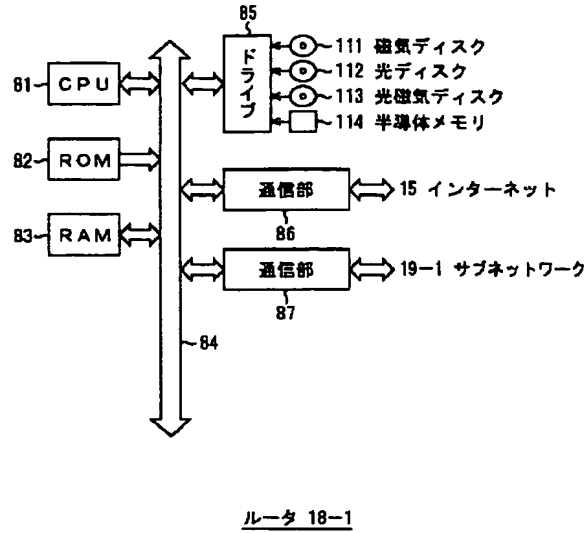 85
ドライブ
111 磁気ディスク
112 光ディスク
113 光磁気ディスク
114 半導体メモリ
81 CPU
82 ROM
83 RAM
通信部
86
15 インターネット
通信部
87
19-1 サブネットワーク
84
ルータ 18-1